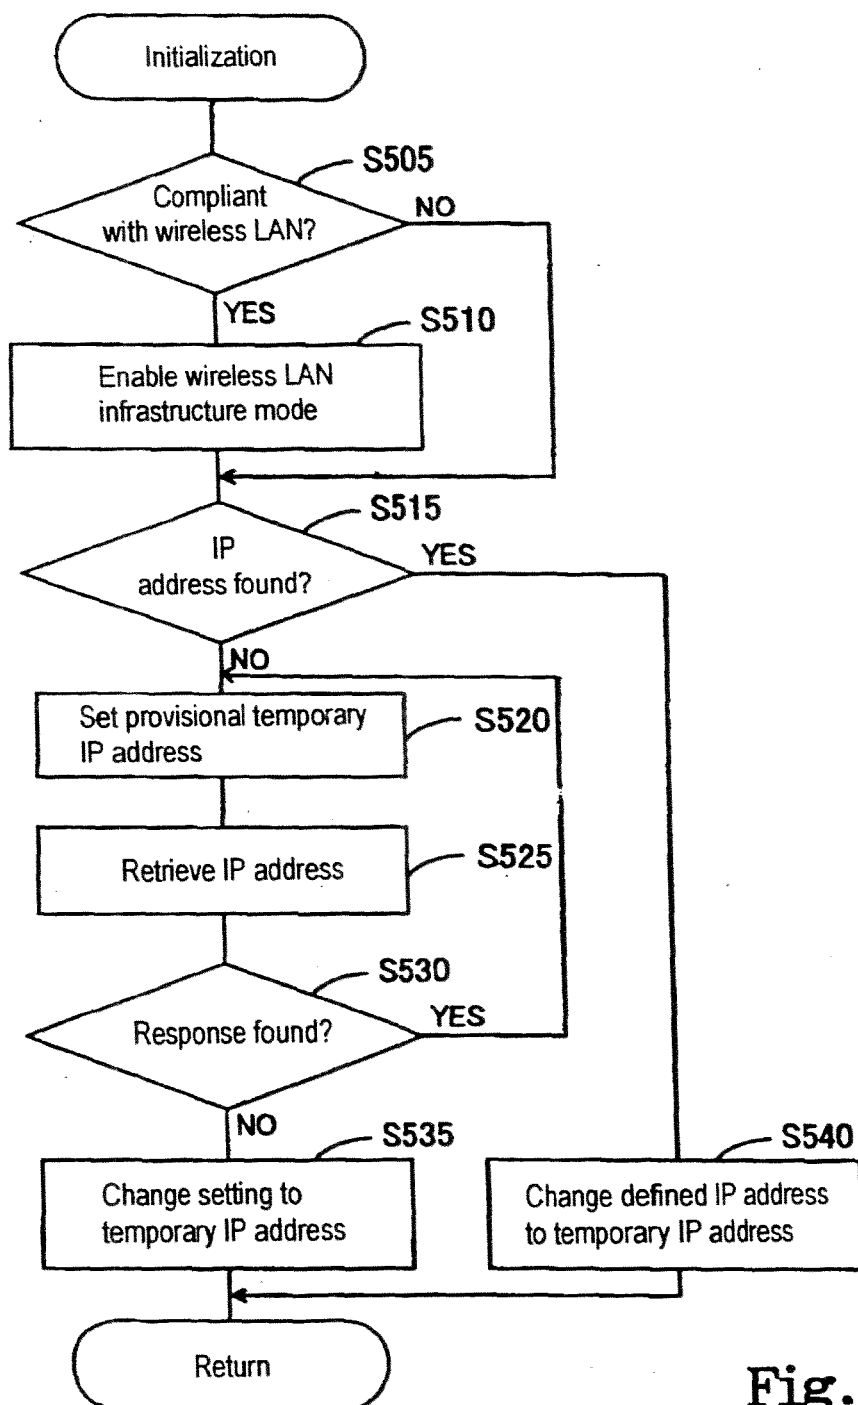 Initialization
S505
Compliant
with wireless LAN?
NO
YES
S510
Enable wireless LAN
infrastructure mode
S515
IP
address found?
YES
NO
Set provisional temporary
IP address
S520
Retrieve IP address
S525
S530
Response found?
YES
NO
S535
Change setting to
temporary IP address
S540
Change defined IP address
to temporary IP address
Return
Fig.